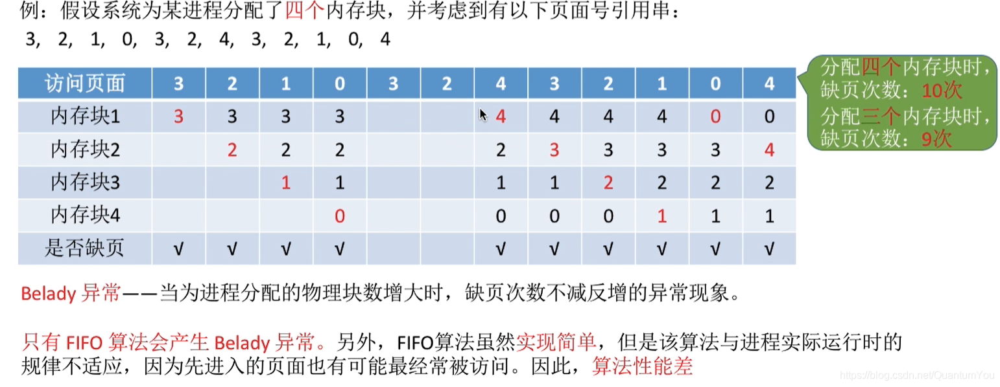 例：假设系统为某进程分配了四个内存块，并考虑到有以下页面号引用串：
3, 2, 1, 0, 3, 2, 4, 3, 2, 1, 0, 4
访问页面 3 2 1 0 3 2 4 3 2 1 0 4
内存块1 3 3 3 3 4 4 4 4 0 0
内存块2 2 2 2 2 3 3 3 3 4
内存块3 1 1 1 1 2 2 2 2
内存块4 0 0 0 0 1 1 1
是否缺页 √ √ √ √ √ √ √ √ √ √
分配四个内存块时，
缺页次数：10次
分配三个内存块时，
缺页次数：9次
Belady 异常——当为进程分配的物理块数增大时，缺页次数不减反增的异常现象。
只有 FIFO 算法会产生 Belady 异常。另外，FIFO算法虽然实现简单，但是该算法与进程实际运行时的
规律不适应，因为先进入的页面也有可能最经常被访问。因此，算法性能差
https://blog.csdn.net/QuantumYou